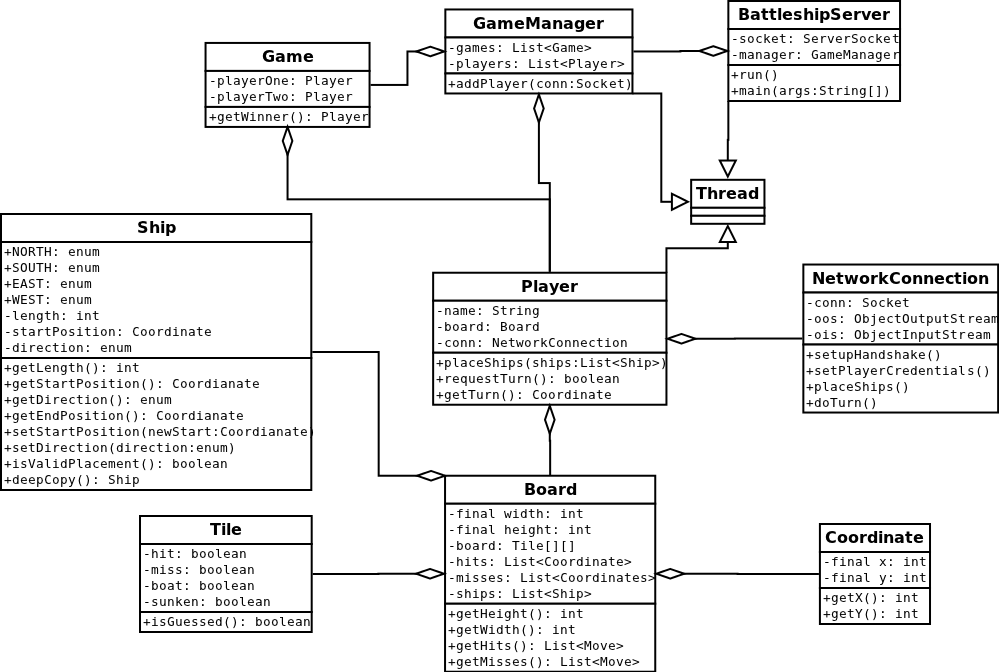 GameManager
-games: List<Game>
-players: List<Player>
+addPlayer(conn:Socket)
BattleshipServer
-socket: ServerSocket
-manager: GameManager
+run()
+main(args:String[])
Game
-playerOne: Player
-playerTwo: Player
+getWinner(): Player
Thread
Ship
+NORTH: enum
+SOUTH: enum
+EAST: enum
+WEST: enum
-length: int
-startPosition: Coordinate
-direction: enum
+getLength(): int
+getStartPosition(): Coordianate
+getDirection(): enum
+getEndPosition(): Coordianate
+setStartPosition(newStart:Coordianate)
+setDirection(direction:enum)
+isValidPlacement(): boolean
+deepCopy(): Ship
Player
-name: String
-board: Board
-conn: NetworkConnection
+placeShips(ships:List<Ship>)
+requestTurn(): boolean
+getTurn(): Coordinate
NetworkConnection
-conn: Socket
-oos: ObjectOutputStream
-ois: ObjectInputStream
+setupHandshake()
+setPlayerCredentials()
+placeShips()
+doTurn()
Tile
-hit: boolean
-miss: boolean
-boat: boolean
-sunken: boolean
+isGuessed(): boolean
Board
-final width: int
-final height: int
-board: Tile[][]
-hits: List<Coordinate>
-misses: List<Coordinates>
-ships: List<Ship>
+getHeight(): int
+getWidth(): int
+getHits(): List<Move>
+getMisses(): List<Move>
Coordinate
-final x: int
-final y: int
+getX(): int
+getY(): int